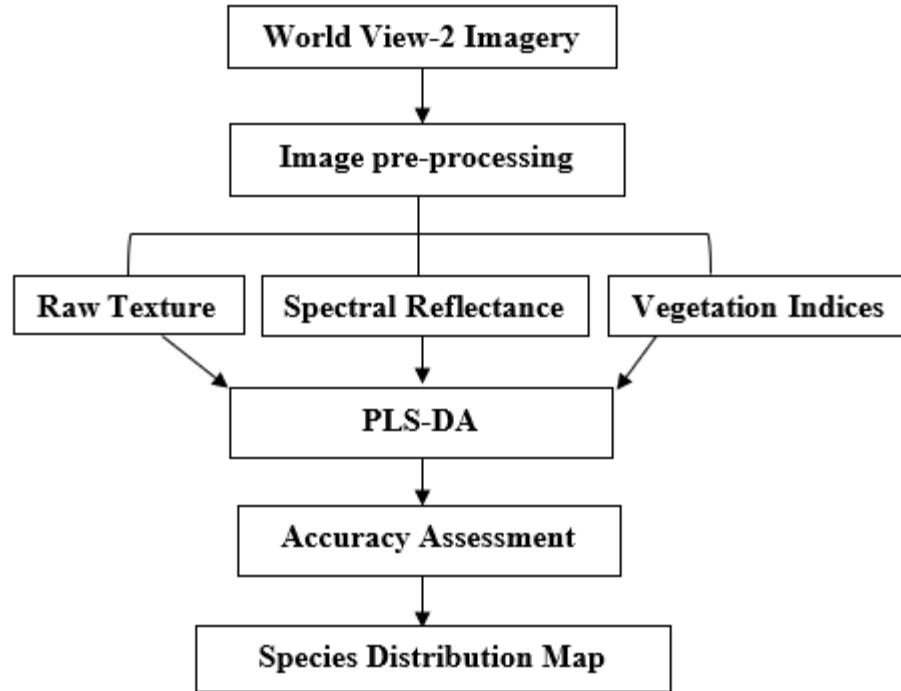 World View-2 Imagery
Image pre-processing
Raw Texture
Spectral Reflectance
Vegetation Indices
PLS-DA
Accuracy Assessment
Species Distribution Map